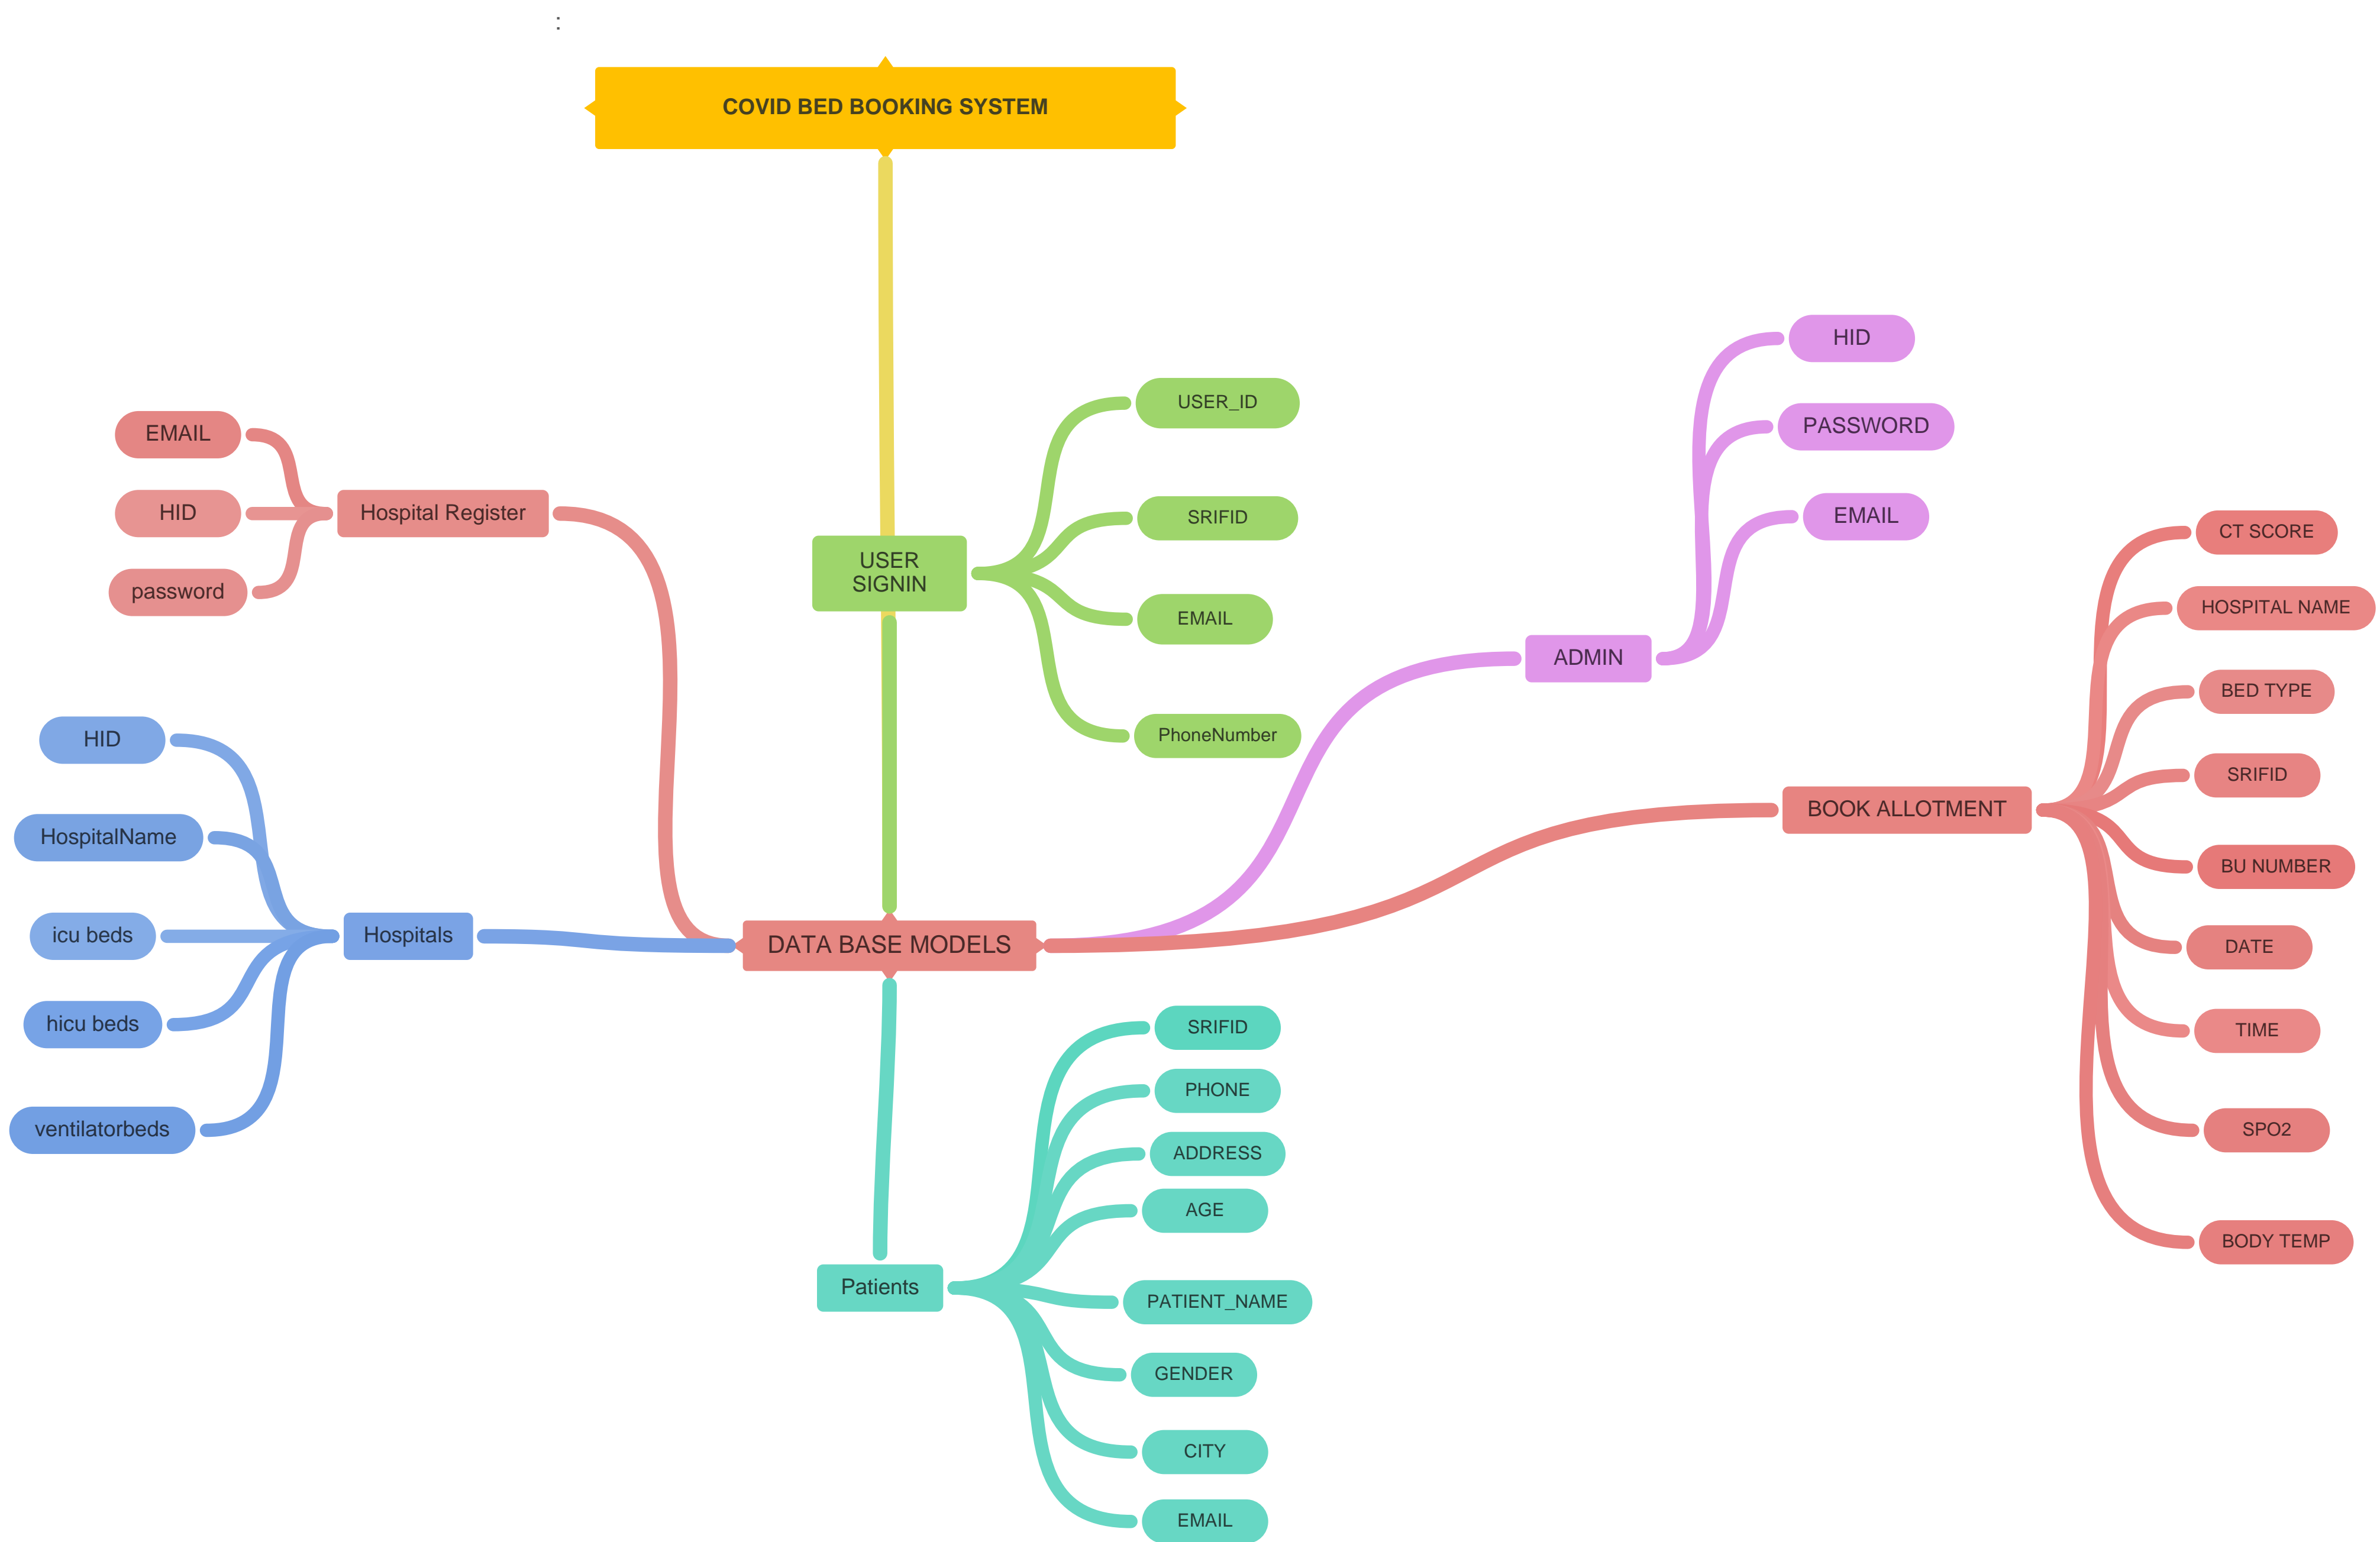 :
COVID BED BOOKING SYSTEM
EMAIL
HID
password
Hospital Register
USER
SIGNIN
USER_ID
SRIFID
EMAIL
PhoneNumber
HID
PASSWORD
EMAIL
ADMIN
CT SCORE
HOSPITAL NAME
BED TYPE
SRIFID
BU NUMBER
DATE
TIME
SPO2
BODY TEMP
BOOK ALLOTMENT
HID
HospitalName
icu beds
hicu beds
ventilatorbeds
Hospitals
DATA BASE MODELS
Patients
SRIFID
PHONE
ADDRESS
AGE
PATIENT_NAME
GENDER
CITY
EMAIL